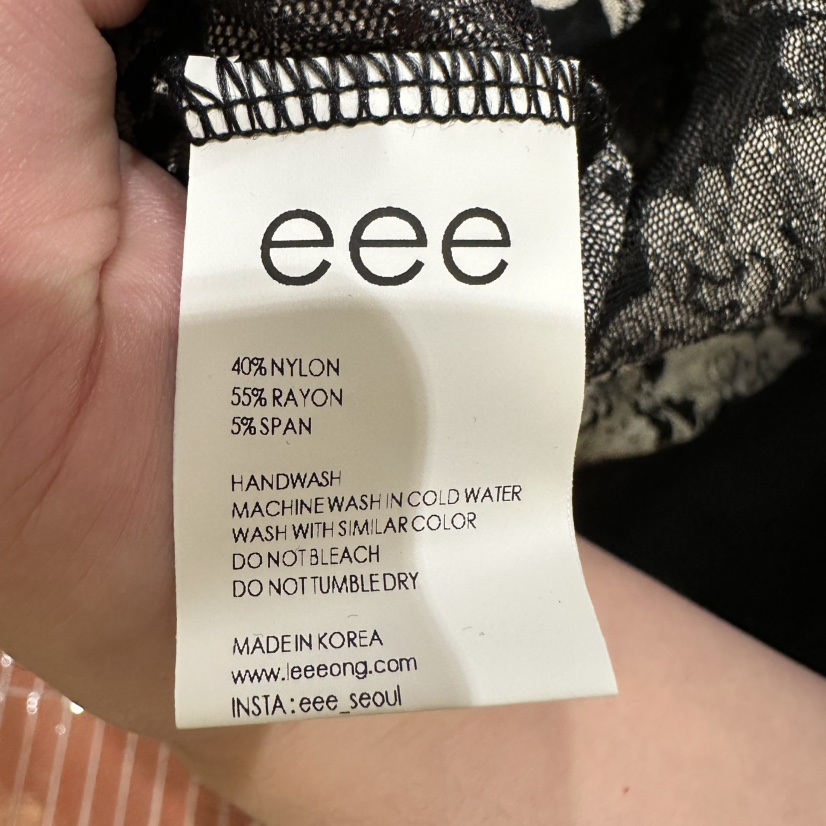 eee
40% NYLON
55% RAYON
5% SPAN
HANDWASH
MACHINE WASH IN COLD WATER
WASH WITH SIMILAR COLOR
DO NOT BLEACH
DO NOT TUMBLE DRY
MADE IN KOREA
www.leeeong.com
INSTA : eee_seoul